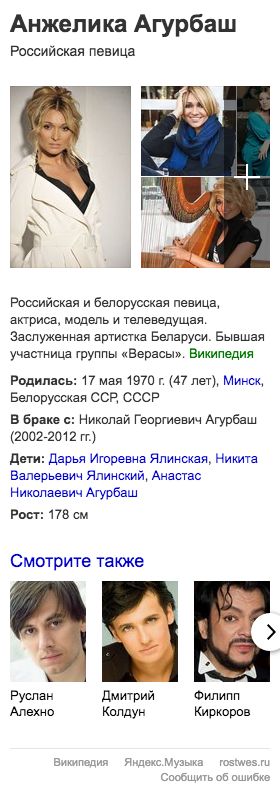 Анжелика Агурбаш
Российская певица
Российская и белорусская певица,
актриса, модель и телеведущая.
Заслуженная артистка Беларуси. Бывшая
участница группы «Верасы». Википедия
Родилась: 17 мая 1970 г. (47 лет), Минск,
Белорусская ССР, СССР
В браке с: Николай Георгиевич Агурбаш
(2002-2012 гг.)
Дети: Дарья Игоревна Ялинская, Никита
Валерьевич Ялинский, Анастас
Николаевич Агурбаш
Рост: 178 см
Смотрите также
Руслан
Алехно
Дмитрий
Колдун
Филипп
Киркоров
Википедия Яндекс.Музыка rostwes.ru
Сообщить об ошибке